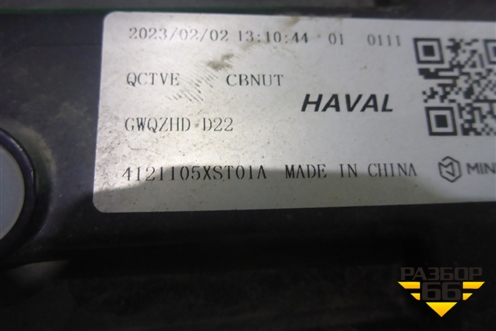 2023/02/02 13:10:44 01 0111
QCTVE CBNUT
HAVAL
GWQZHD-D22
4121105XST01A MADE IN CHINA
MIN
РАЗБОР
66